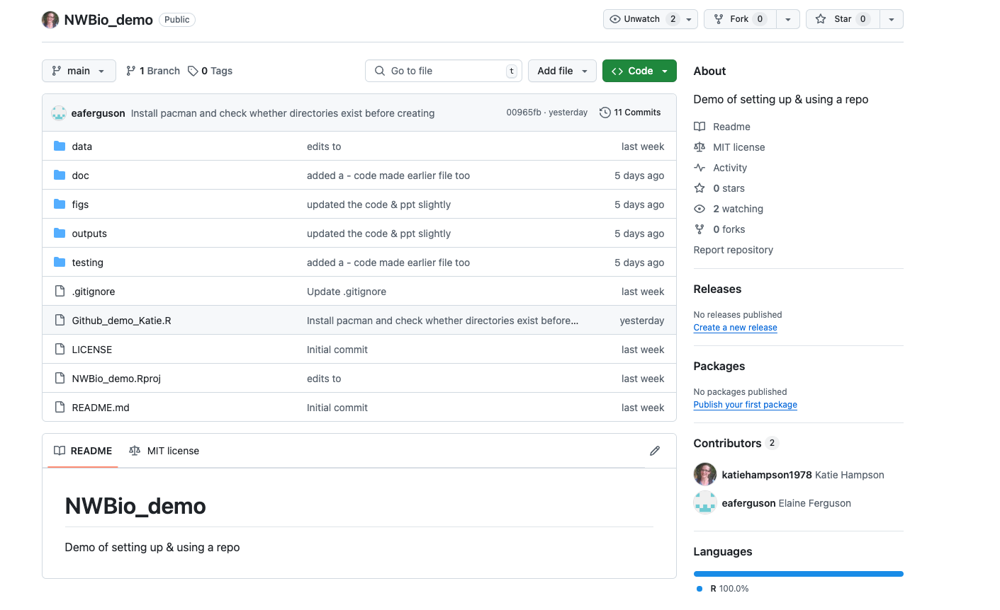 NWBio_demo Public Unwatch 2 Fork 0 Star 0
main 1 Branch 0 Tags Go to file t Add file Code
eaferguson Install pacman and check whether directories exist before creating 00965fb · yesterday 11 Commits
data edits to last week
doc added a - code made earlier file too 5 days ago
figs updated the code & ppt slightly 5 days ago
outputs updated the code & ppt slightly 5 days ago
testing added a - code made earlier file too 5 days ago
.gitignore Update .gitignore last week
Github_demo_Katie.R Install pacman and check whether directories exist before... yesterday
LICENSE Initial commit last week
NWBio_demo.Rproj edits to last week
README.md Initial commit last week
README MIT license
NWBio_demo
Demo of setting up & using a repo
About
Demo of setting up & using a repo
Readme
MIT license
Activity
0 stars
2 watching
0 forks
Report repository
Releases
No releases published
Create a new release
Packages
No packages published
Publish your first package
Contributors 2
katiehampson1978 Katie Hampson
eaferguson Elaine Ferguson
Languages
R 100.0%